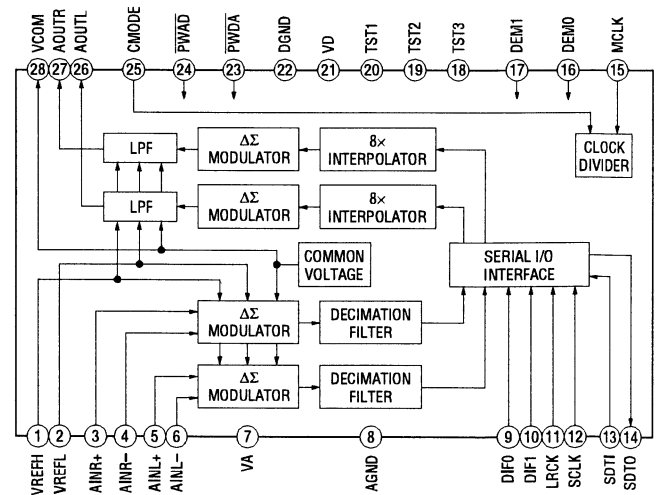 VCOM
AOUTR
AOUTL
CMODE
PWAD
PWDA
DGND
VD
TST1
TST2
TST3
DEM1
DEM0
MCLK
28
27
26
25
24
23
22
21
20
19
18
17
16
15
LPF
ΔΣ
MODULATOR
8×
INTERPOLATOR
CLOCK
DIVIDER
LPF
ΔΣ
MODULATOR
8×
INTERPOLATOR
COMMON
VOLTAGE
SERIAL I/O
INTERFACE
ΔΣ
MODULATOR
DECIMATION
FILTER
ΔΣ
MODULATOR
DECIMATION
FILTER
1
2
3
4
5
6
7
8
9
10
11
12
13
14
VREFH
VREFL
AINR+
AINR−
AINL+
AINL−
VA
AGND
DIF0
DIF1
LRCK
SCLK
SDTI
SDTO